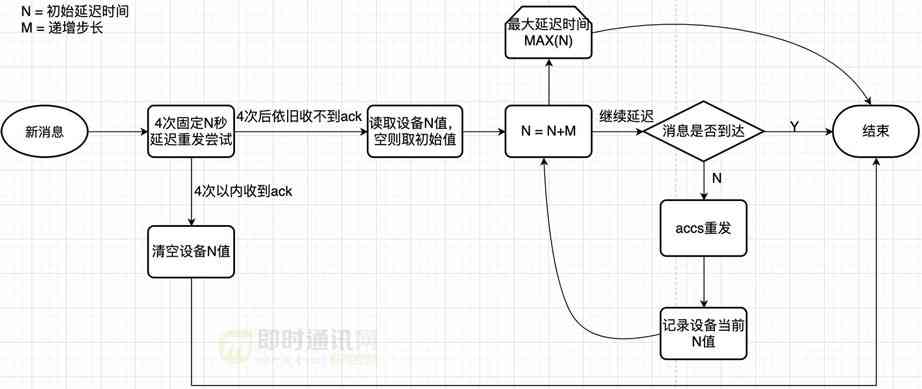 N = 初始延迟时间
M = 递增步长
最大延迟时间
MAX(N)
新消息
4次固定N秒
延迟重发尝试
4次后依旧收不到ack
读取设备N值，
空则取初始值
N = N+M
继续延迟
消息是否到达
Y
结束
N
4次以内收到ack
accs重发
清空设备N值
记录设备当前
N值
即时通讯网